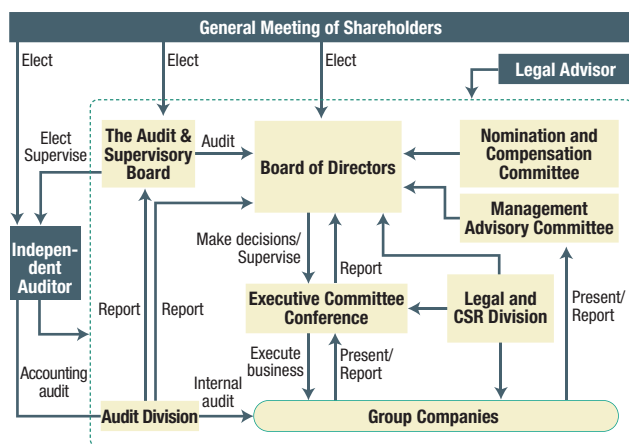 General Meeting of Shareholders
Elect
Elect
Elect
Legal Advisor
Elect
Supervise
The Audit &
Supervisory
Board
Audit
Board of Directors
Nomination and
Compensation
Committee
Management
Advisory Committee
Indepen-
dent
Auditor
Make decisions/
Supervise
Report
Report
Report
Executive Committee
Conference
Legal and
CSR Division
Present/
Report
Accounting
audit
Internal
audit
Execute
business
Present/
Report
Audit Division
Group Companies